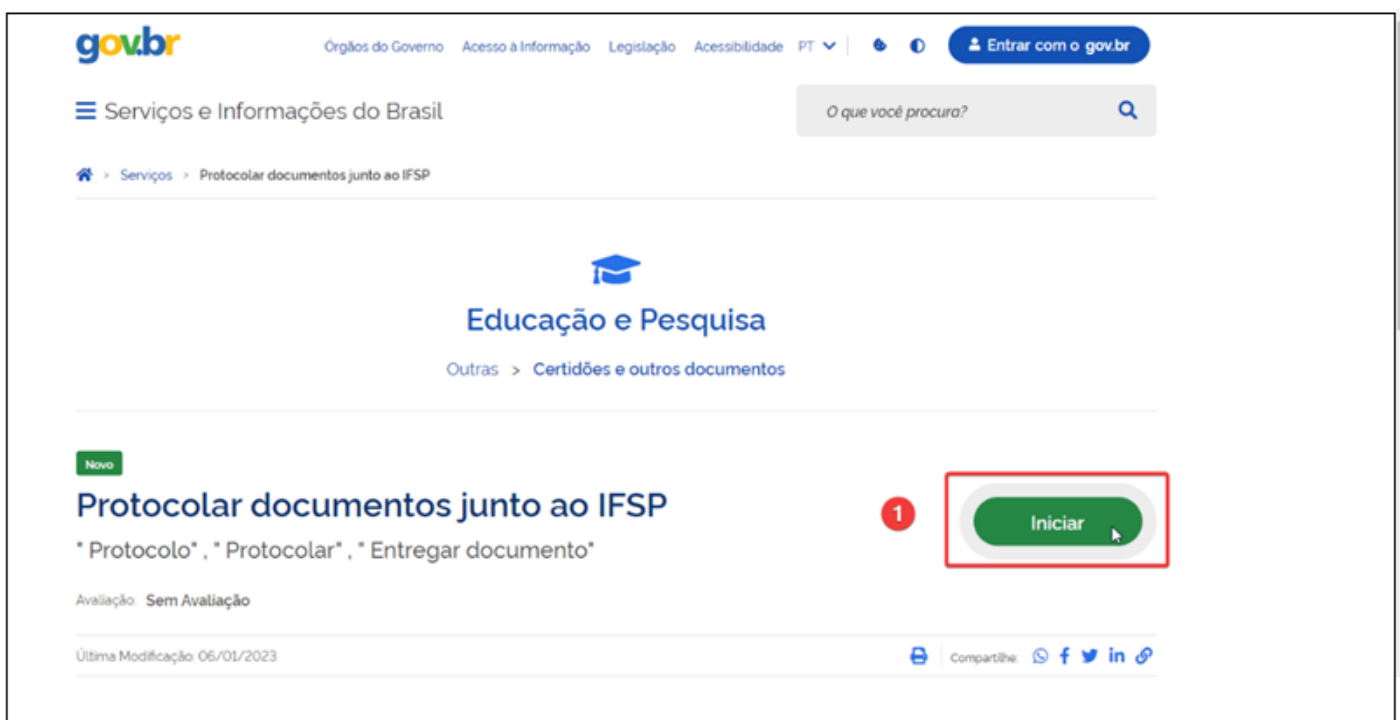 gov.br
Órgãos do Governo Acesso à Informação Legislação Acessibilidade PT Entrar com o gov.br
Serviços e Informações do Brasil O que você procura?
> Serviços > Protocolar documentos junto ao IFSP
Educação e Pesquisa
Outras > Certidões e outros documentos
Novo
Protocolar documentos junto ao IFSP
1 Iniciar
" Protocolo" , " Protocolar" , " Entregar documento"
Avaliação: Sem Avaliação
Última Modificação: 06/01/2023 Compartilhe: